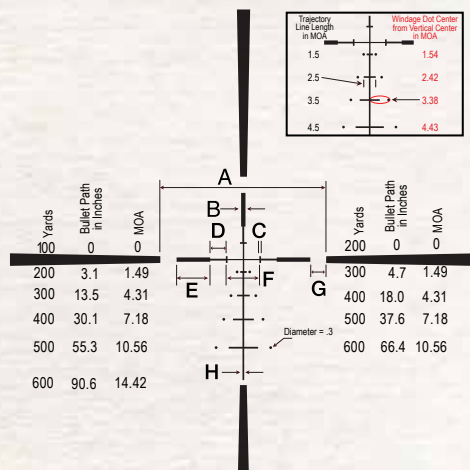 Trajectory
Line Length
in MOA
Windage Dot Center
from Vertical Center
in MOA
1.5 1.54
2.5 2.42
3.5 3.38
4.5 4.43
A
B
D C
E F G
H
Diameter = .3
Yards Bullet Path in Inches MOA
100 0 0
200 3.1 1.49
300 13.5 4.31
400 30.1 7.18
500 55.3 10.56
600 90.6 14.42
Yards Bullet Path in Inches MOA
200 0 0
300 4.7 1.49
400 18.0 4.31
500 37.6 7.18
600 66.4 10.56